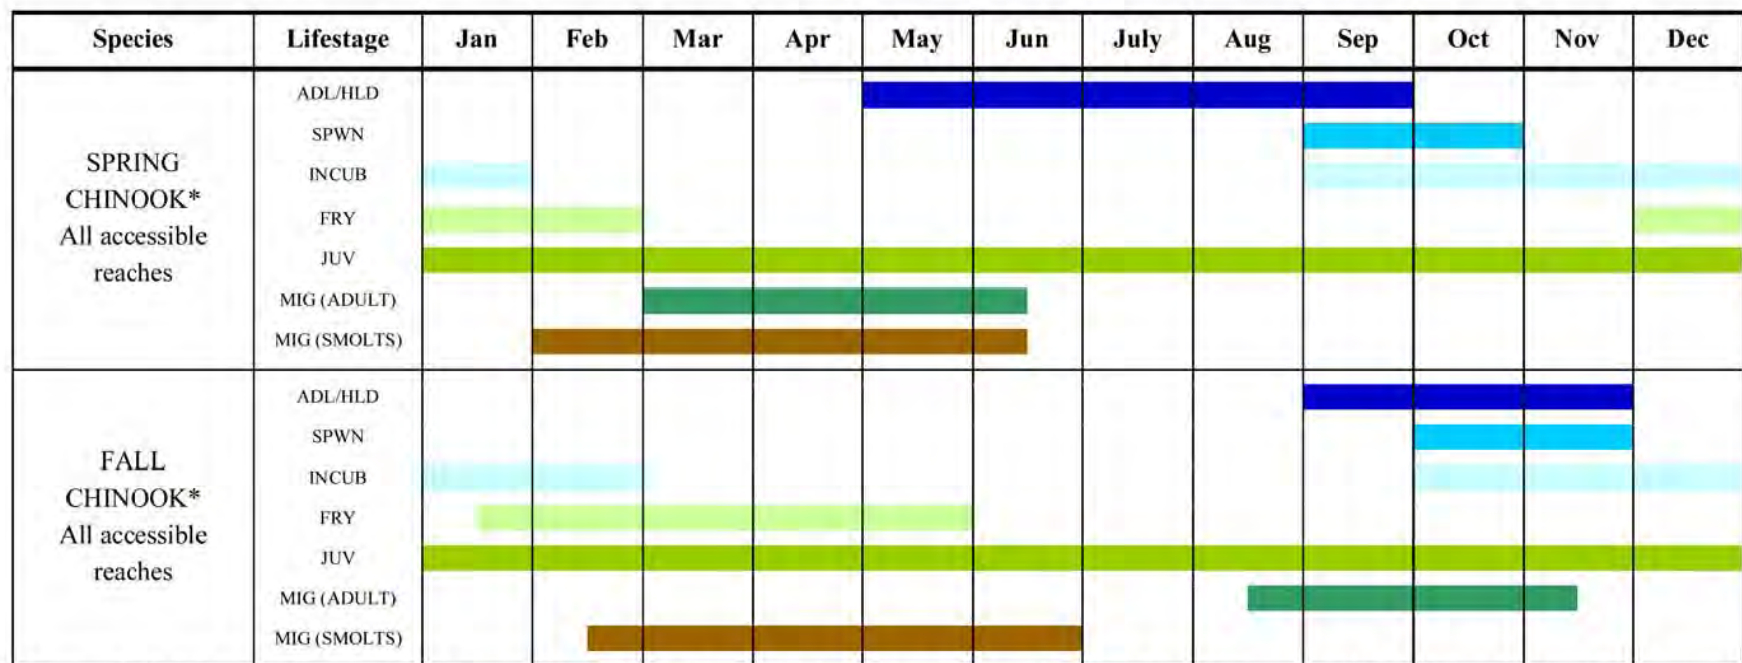 Species Lifestage Jan Feb Mar Apr May Jun July Aug Sep Oct Nov Dec
SPRING
CHINOOK*
All accessible
reaches
ADL/HLD
SPWN
INCUB
FRY
JUV
MIG (ADULT)
MIG (SMOLTS)
FALL
CHINOOK*
All accessible
reaches
ADL/HLD
SPWN
INCUB
FRY
JUV
MIG (ADULT)
MIG (SMOLTS)